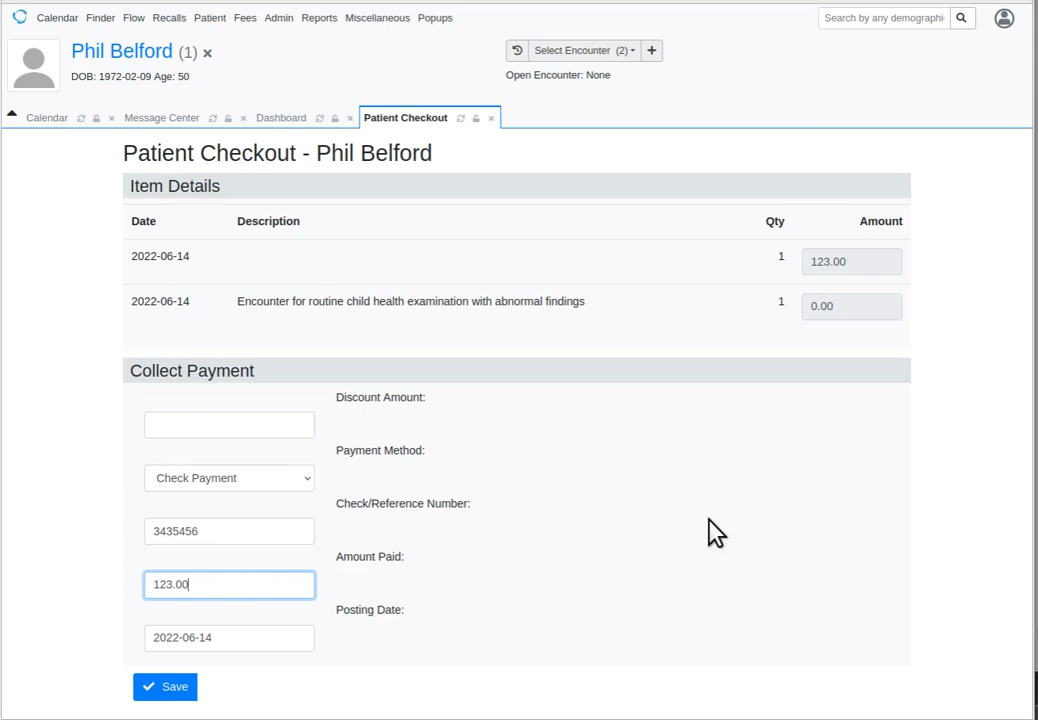 Calendar Finder Flow Recalls Patient Fees Admin Reports Miscellaneous Popups
Search by any demographi
Phil Belford (1)
DOB: 1972-02-09 Age: 50
Select Encounter (2)
Open Encounter: None
Calendar Message Center Dashboard Patient Checkout
Patient Checkout - Phil Belford
Item Details
Date Description Qty Amount
2022-06-14 1 123.00
2022-06-14 Encounter for routine child health examination with abnormal findings 1 0.00
Collect Payment
Discount Amount:
Payment Method:
Check Payment
Check/Reference Number:
3435456
Amount Paid:
123.00
Posting Date:
2022-06-14
Save